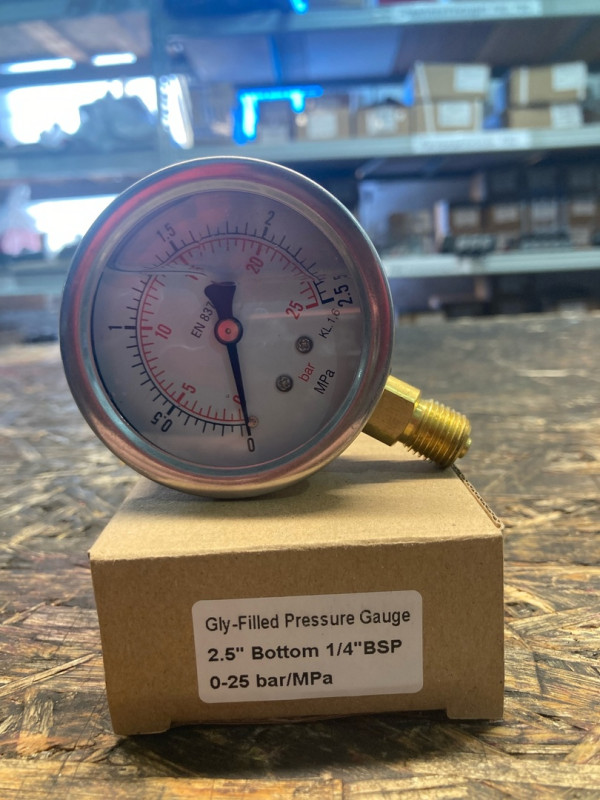 0
0.5
1
1.5
2
2.5
0
5
10
20
25
EN 837
KL 1.6
bar
MPa
Gly-Filled Pressure Gauge
2.5" Bottom 1/4"BSP
0-25 bar/MPa